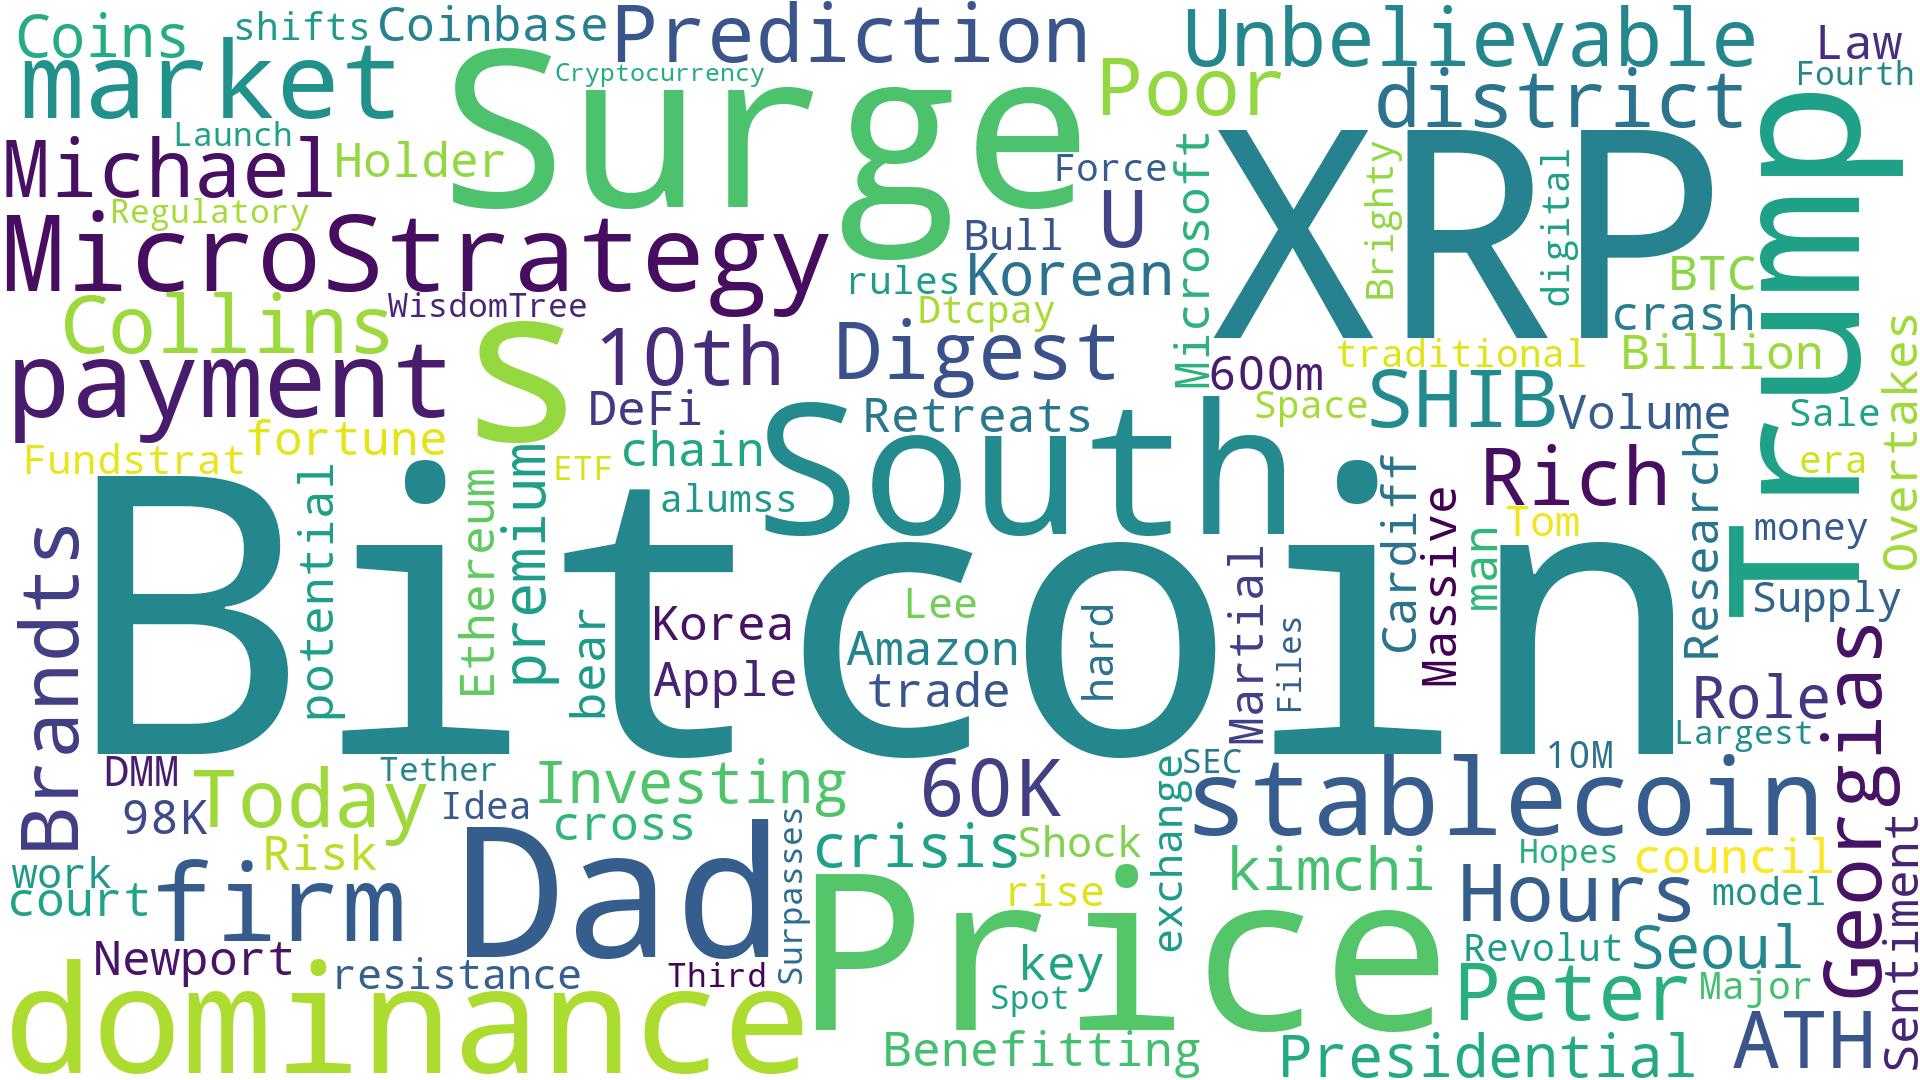 Coins
shifts
Coinbase
Prediction
Unbelievable
Law
market
Surge
Cryptocurrency
Poor
district
Fourth
Trump
Launch
Michael
Holder
Force
Microsoft
XRP
Brighty
digital
Regulatory
MicroStrategy
Bull
U
rules
Korean
BTC
Collins
WisdomTree
Dtcpay
crash
Overtakes
payment
s
10th
Digest
600m
traditional
Billion
DeFi
Retreats
Space
SHIB
Volume
Sale
Fundstrat
fortune
premium
ETF
chain
South
Cardiff
Rich
Research
era
potential
Ethereum
alumss
Massive
man
Tom
money
Brandts
Bitcoin
bear
Korea
Lee
Amazon
hard
Martial
Files
Supply
Apple
trade
Role
Georgias
Largest
DMM
Tether
Investing
60K
exchange
SEC
10M
98K
Today
Idea
cross
Surpasses
stablecoin
Sentiment
Risk
crisis
Shock
Hopes
council
work
court
firm
Dad
Price
rise
kimchi
Hours
model
Newport
resistance
Third
key
Revolut
Seoul
dominance
Spot
Peter
Major
Benefitting
Presidential
ATH